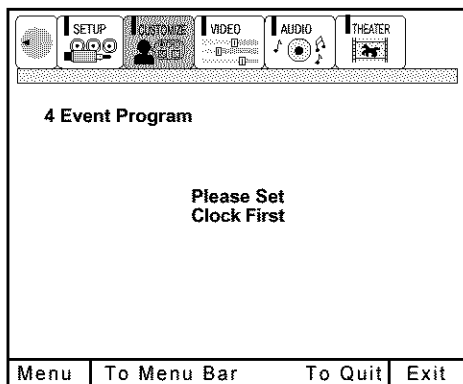 SETUP CUSTOMIZE VIDEO AUDIO THEATER
4 Event Program
Please Set
Clock First
Menu To Menu Bar To Quit Exit